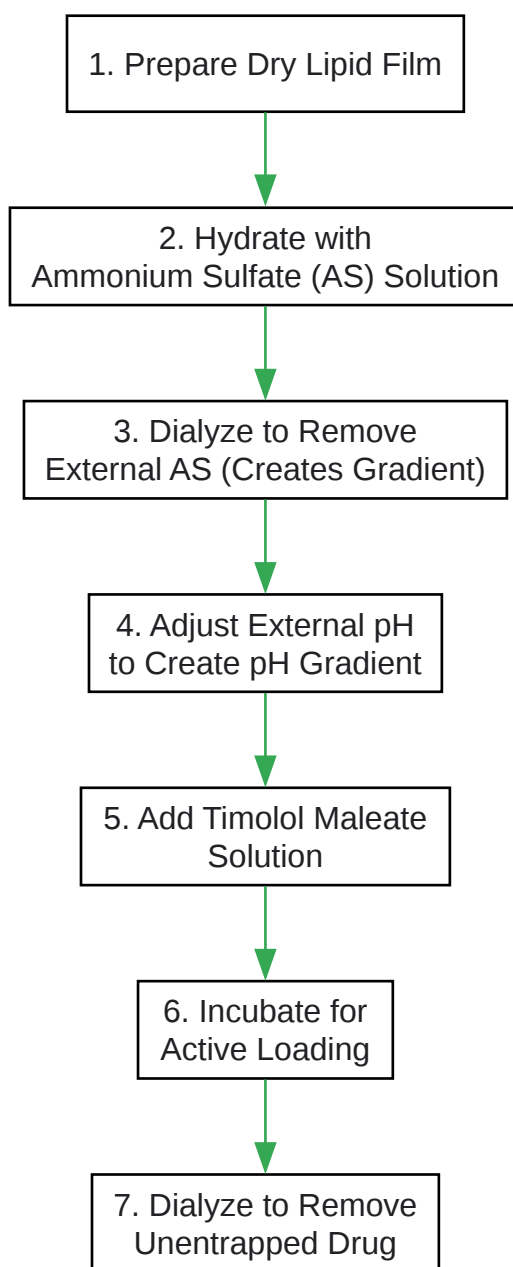 1. Prepare Dry Lipid Film
2. Hydrate with
Ammonium Sulfate (AS) Solution
3. Dialyze to Remove
External AS (Creates Gradient)
4. Adjust External pH
to Create pH Gradient
5. Add Timolol Maleate
Solution
6. Incubate for
Active Loading
7. Dialyze to Remove
Unentrapped Drug